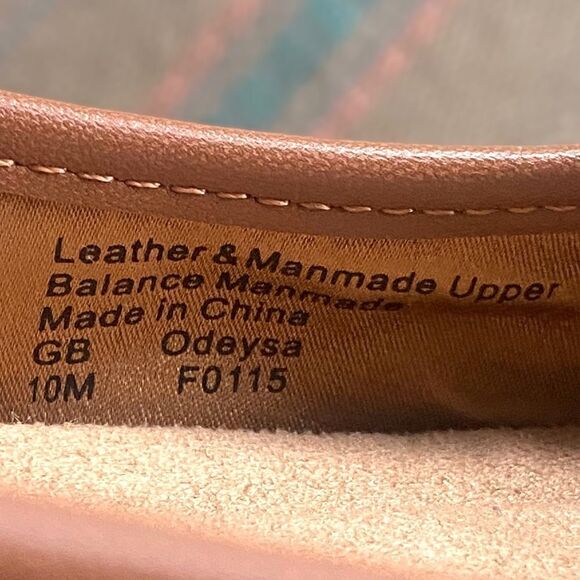 Leather & Manmade Upper
Balance Manmade
Made in China
GB Odeysa
10M F0115